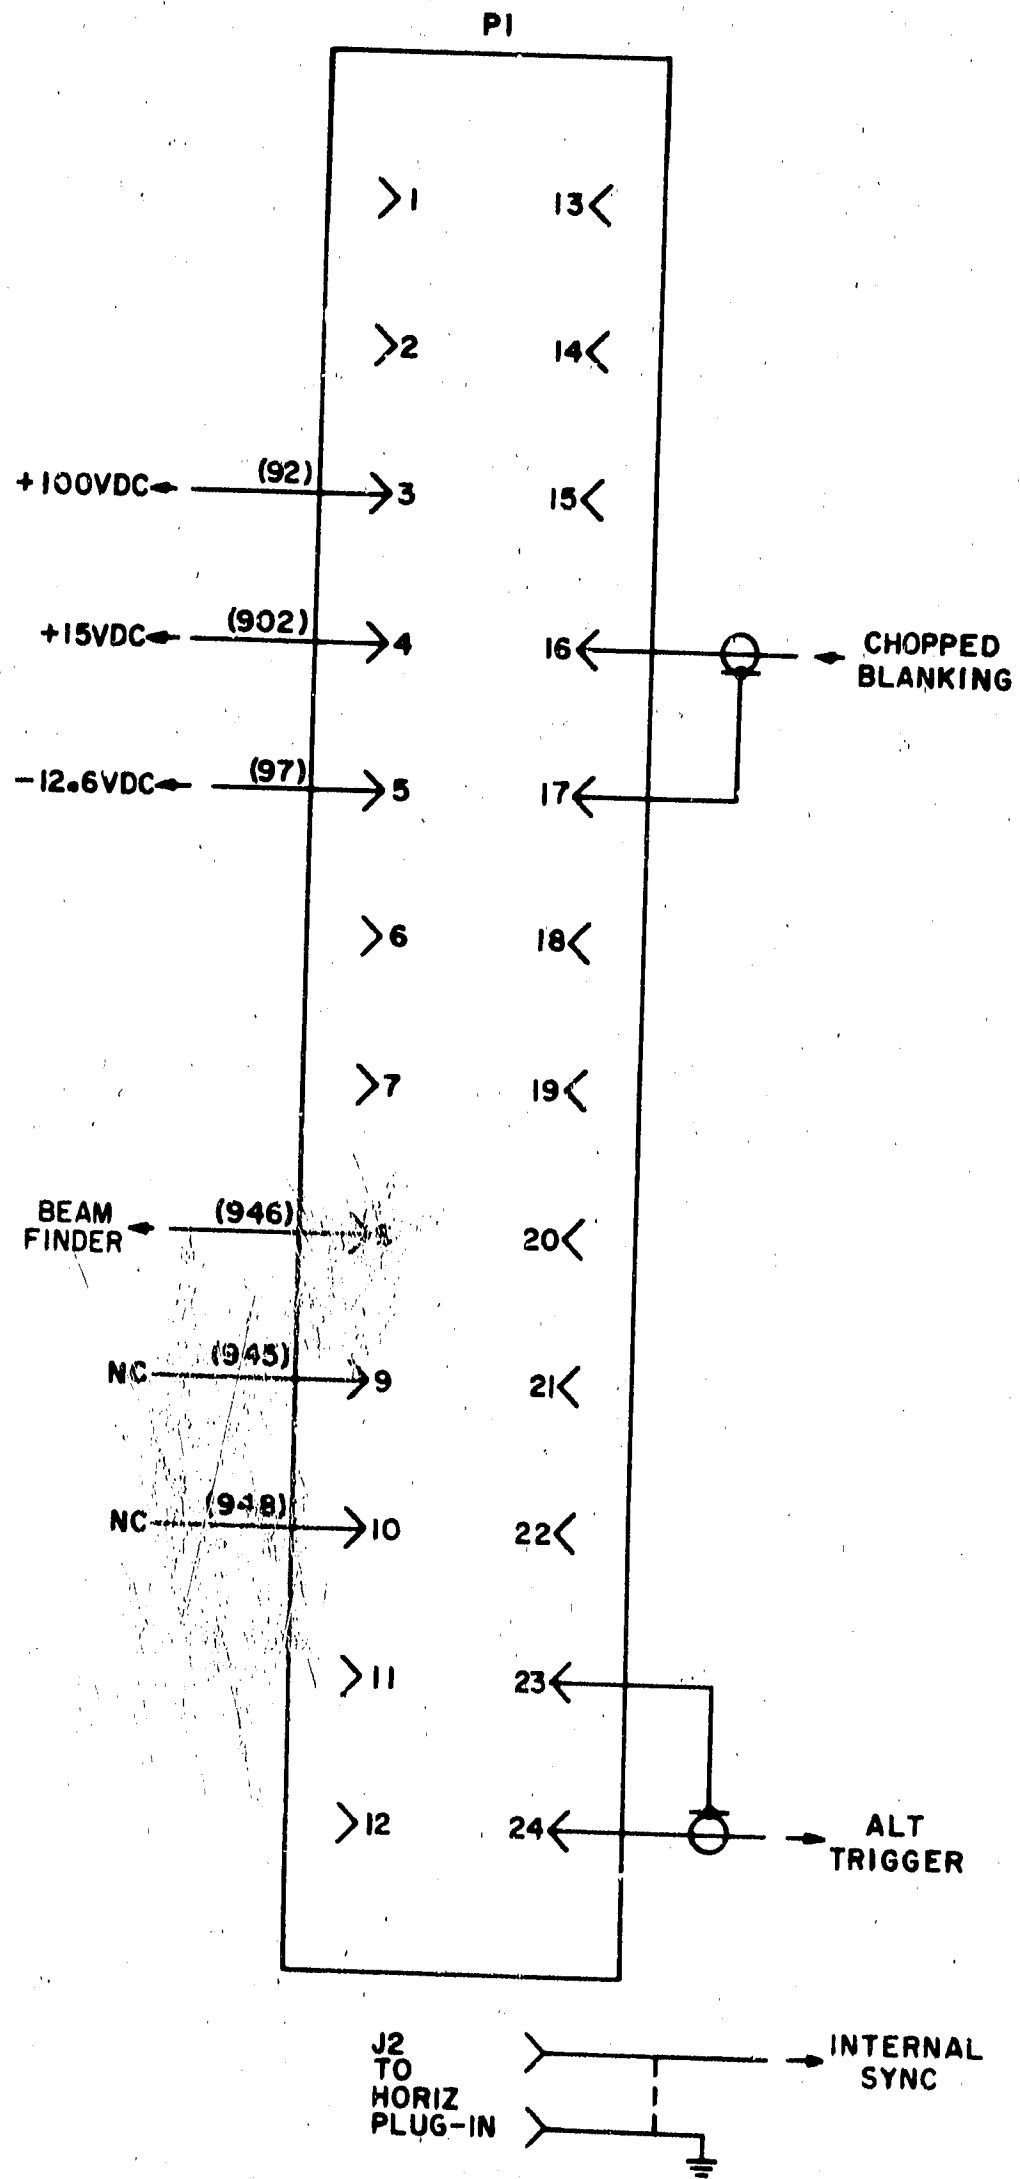 P1
1 13
2 14
+100VDC (92) 3 15
+15VDC (902) 4 16 CHOPPED
BLANKING
-12.6VDC (97) 5 17
6 18
7 19
BEAM
FINDER (946) 20
NC (945) 9 21
NC (948) 10 22
11 23
12 24 ALT
TRIGGER
J2
TO
HORIZ
PLUG-IN
INTERNAL
SYNC